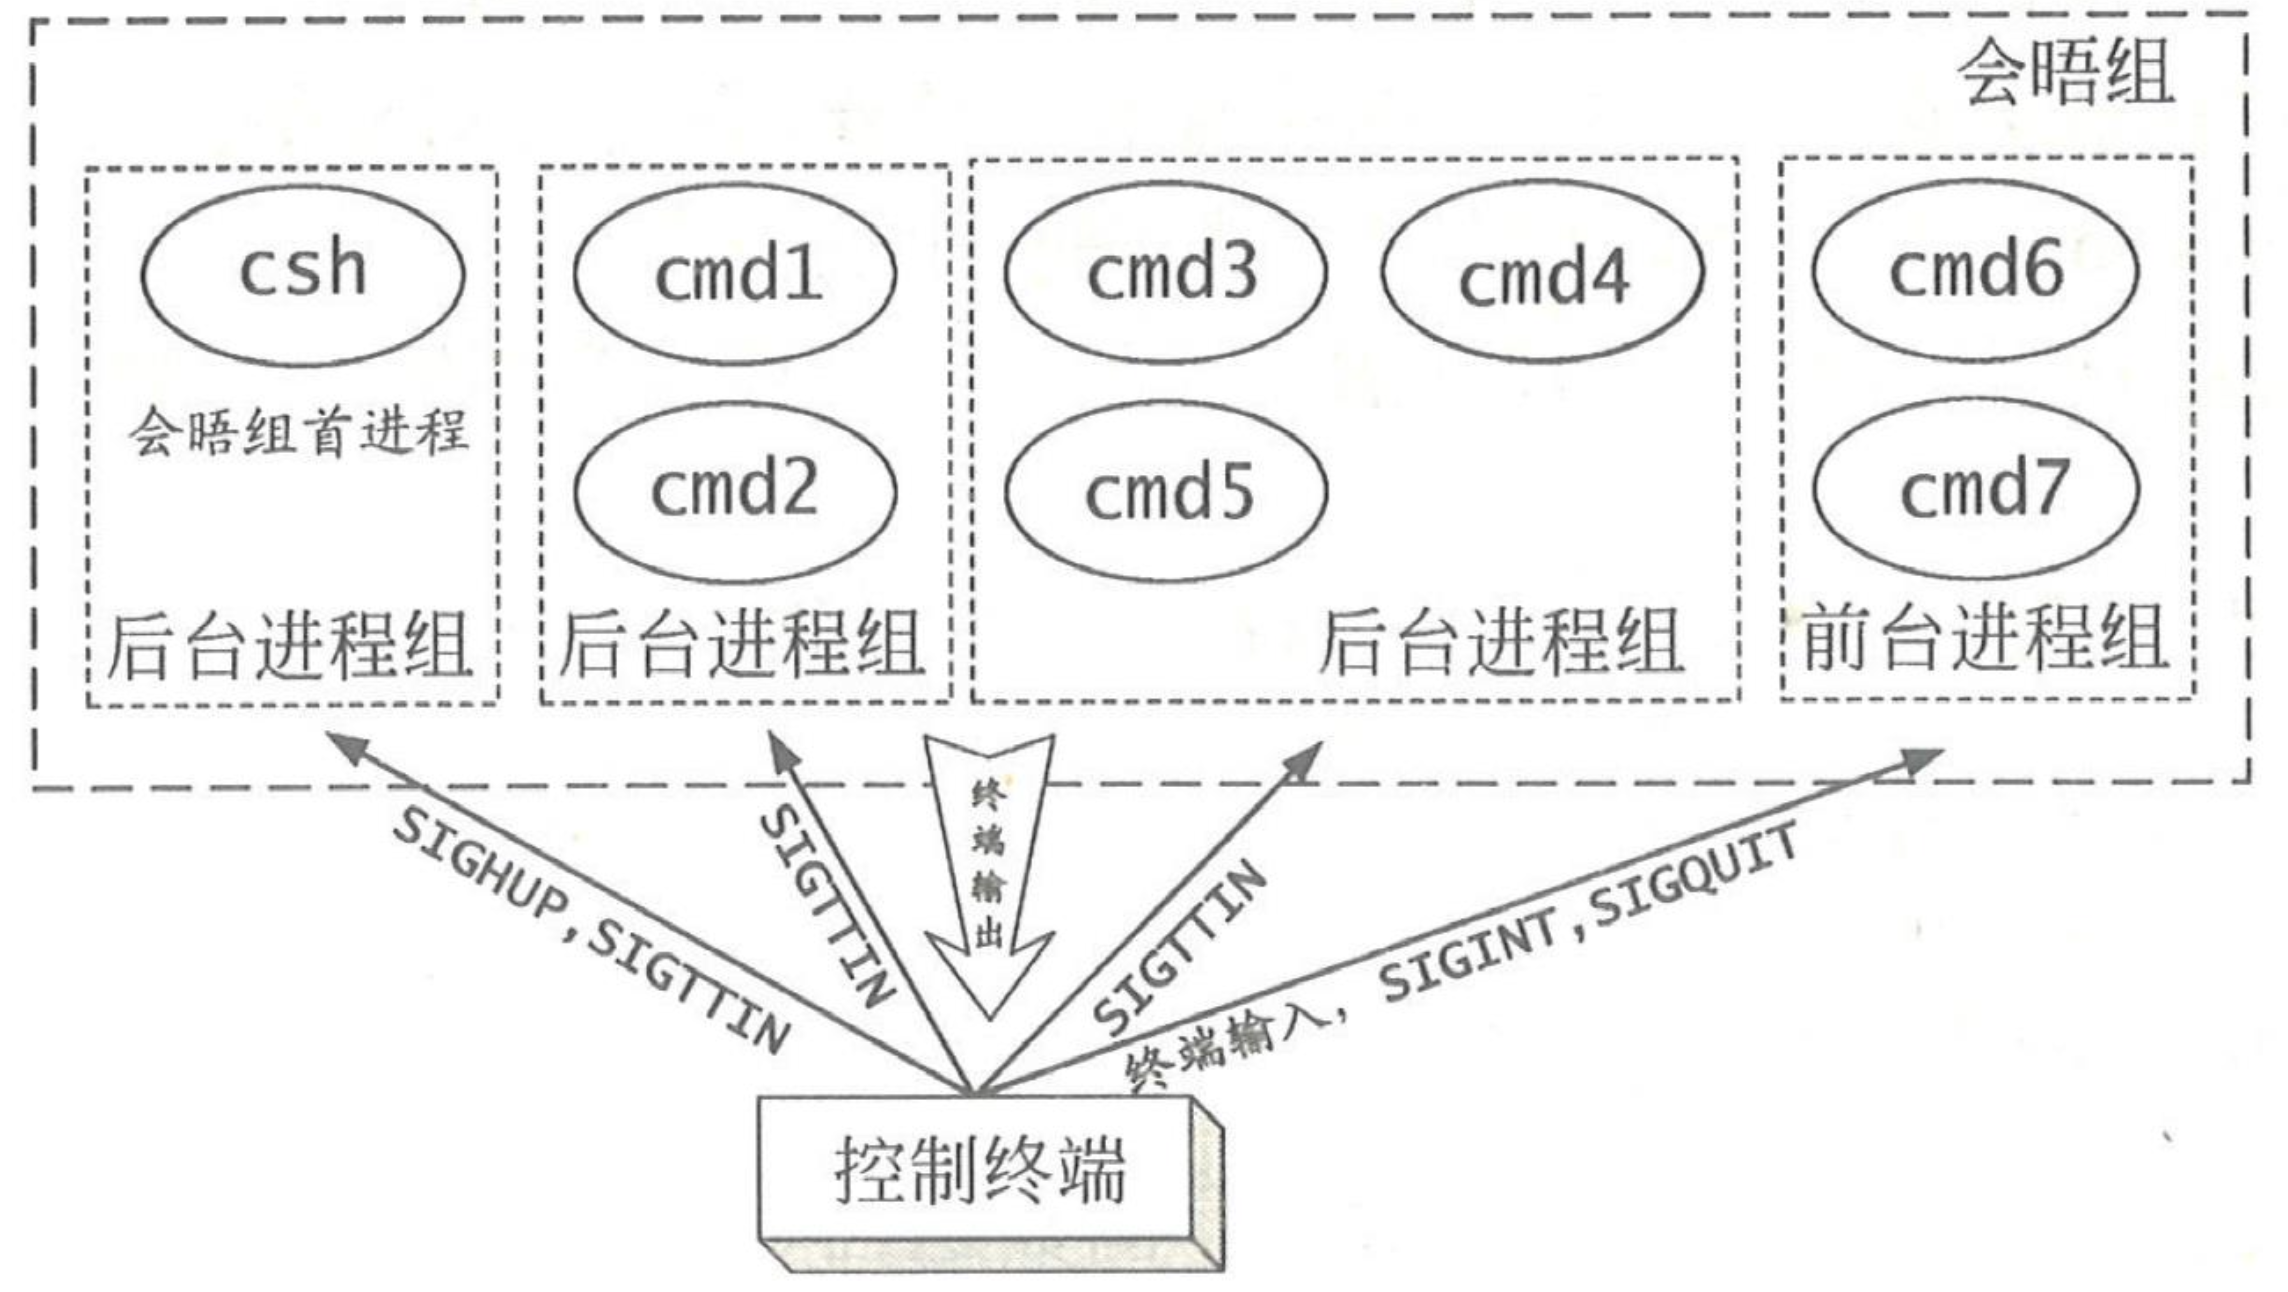 会晤组
csh
cmd1
cmd3
cmd4
cmd6
会晤组首进程
cmd2
cmd5
cmd7
后台进程组
后台进程组
后台进程组
前台进程组
SIGHUP,SIGTTIN
SIGTTIN
终端输出
SIGTTIN
终端输入，SIGINT,SIGQUIT
控制终端